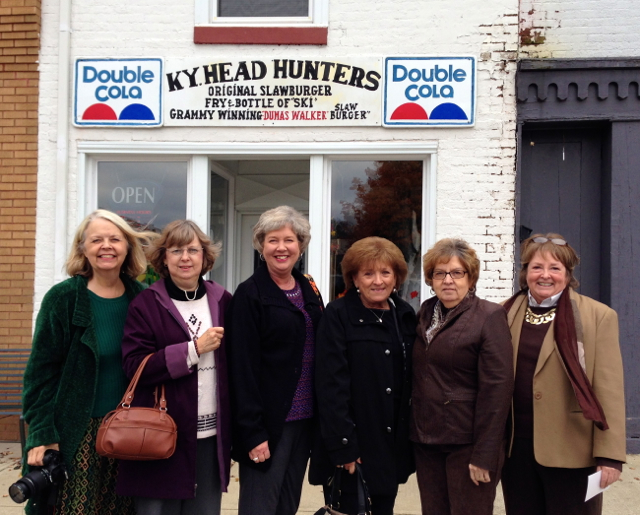 Double
Cola
KY. HEAD HUNTERS
ORIGINAL SLAWBURGER
FRY & BOTTLE OF "SKI"
GRAMMY WINNING "DUMAS WALKER" SLAW BURGER"
Double
Cola
OPEN